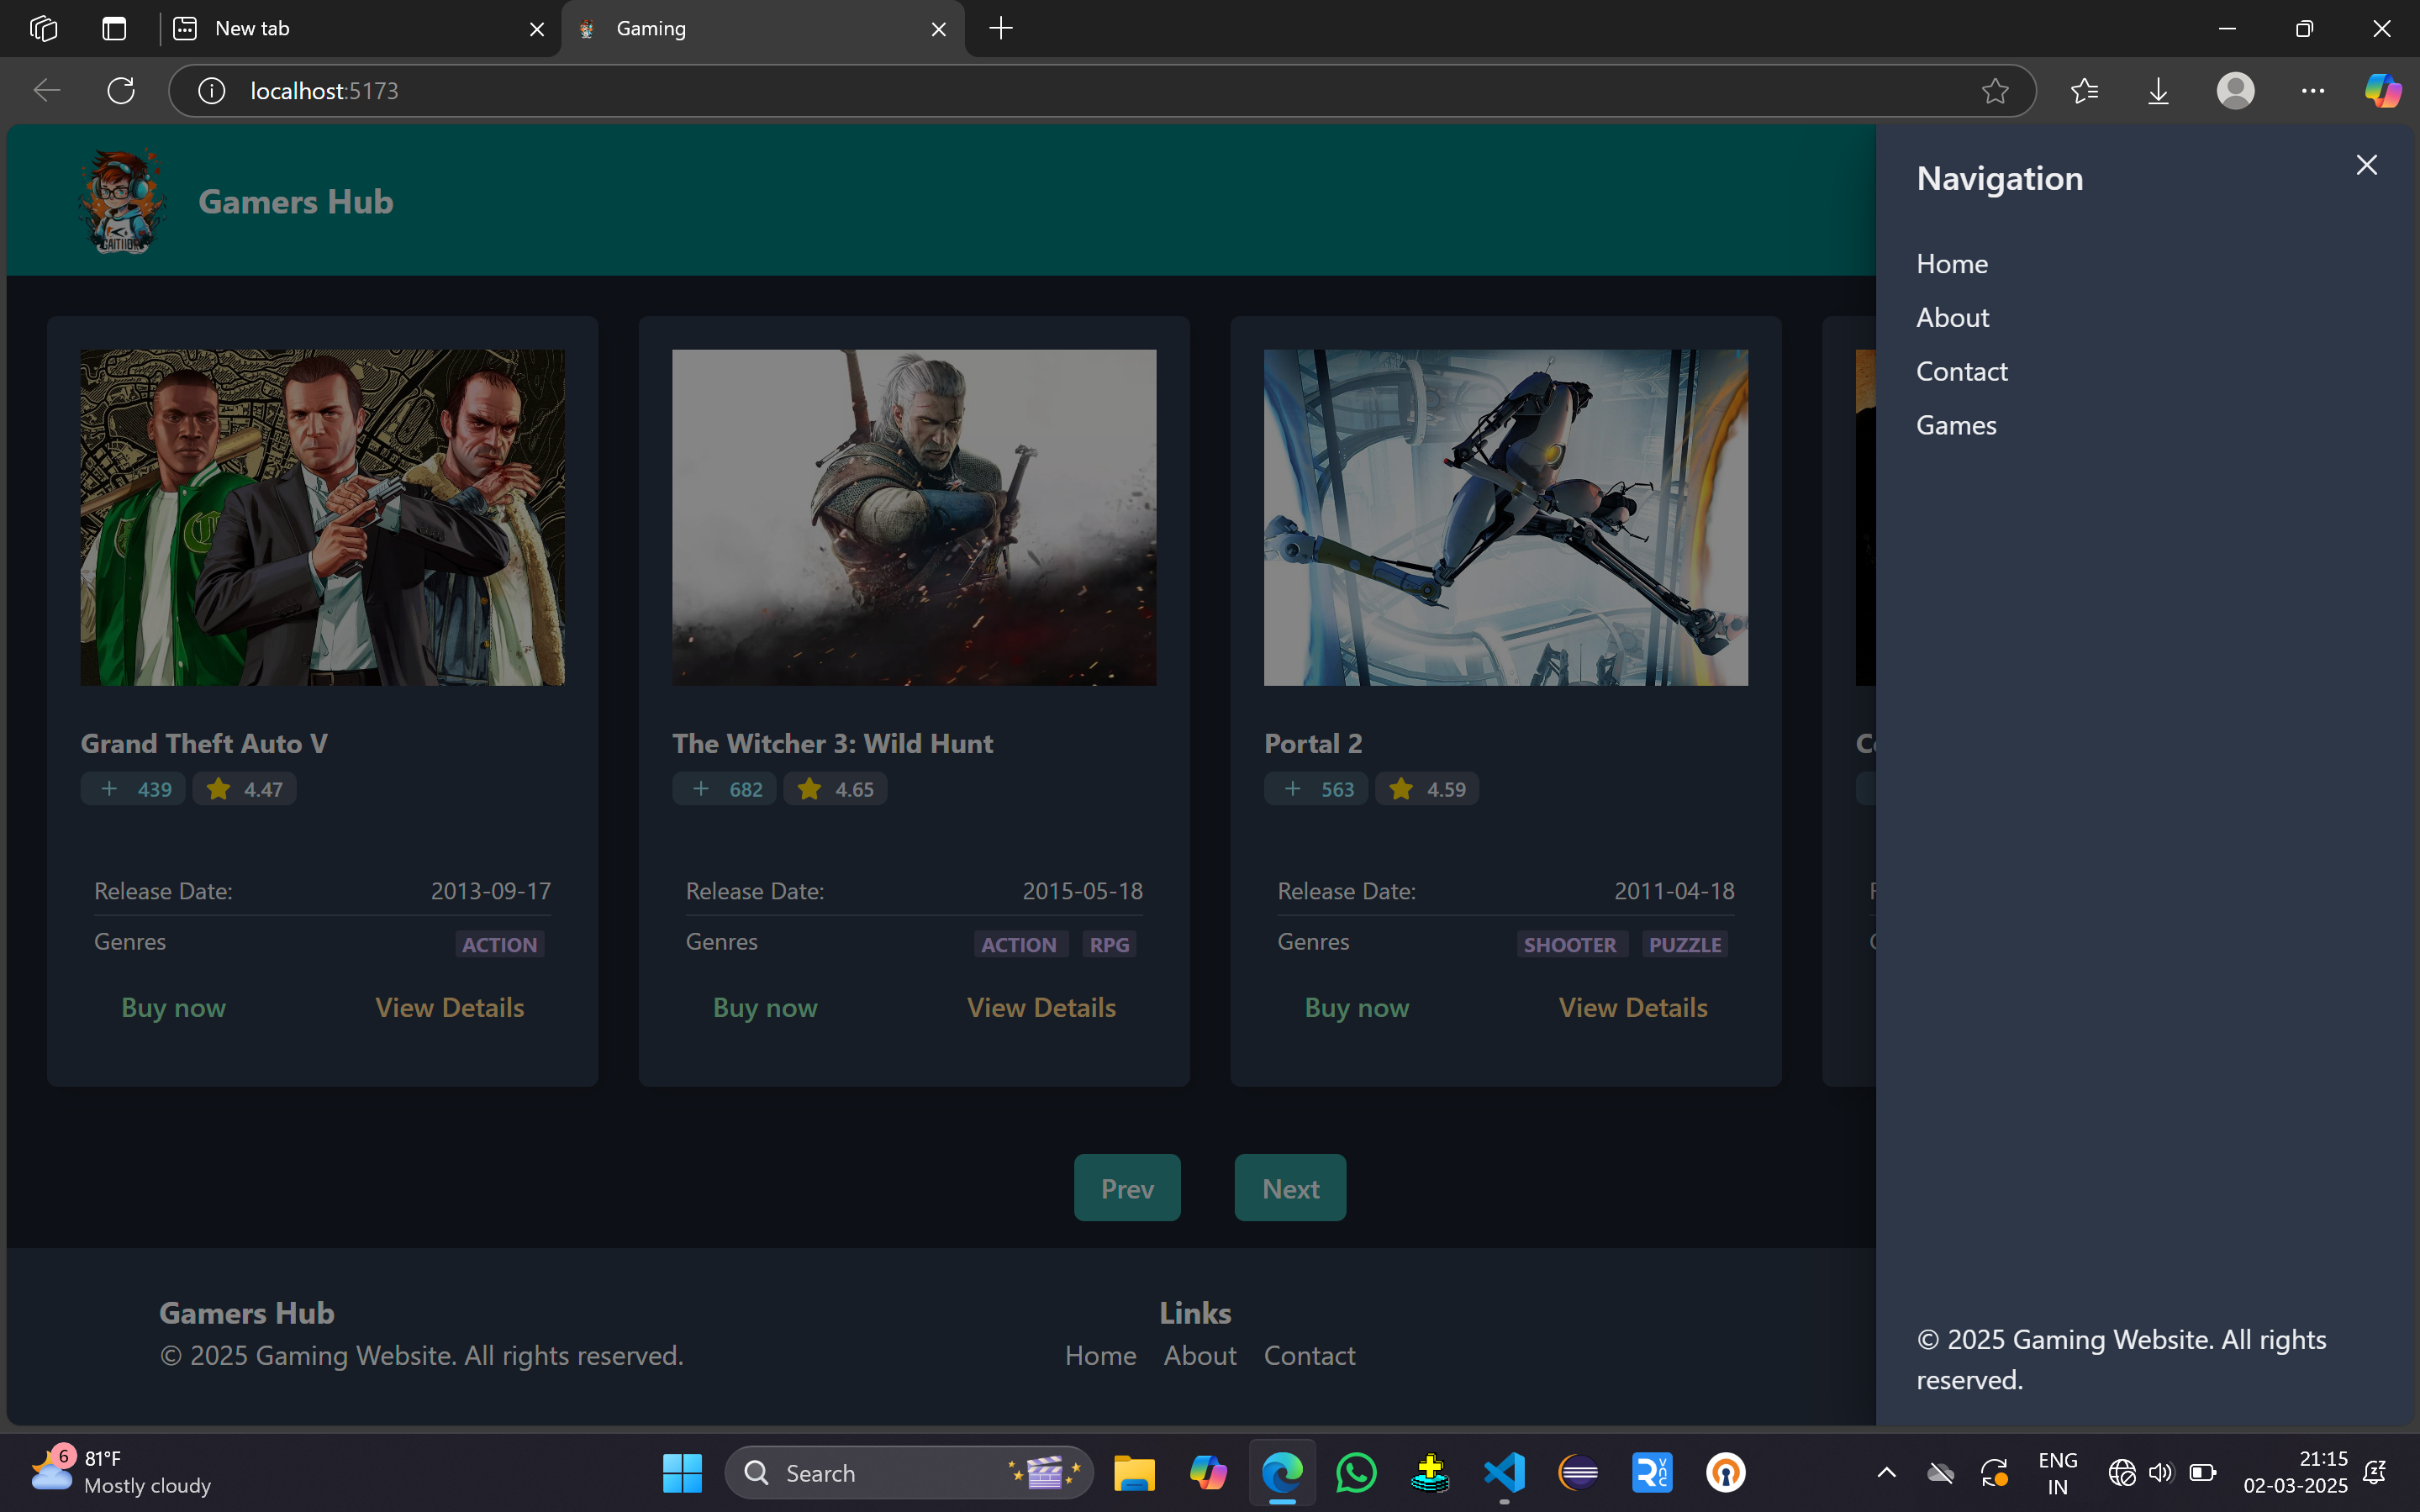 New tab
Gaming
localhost:5173
Gamers Hub
Navigation
Home
About
Contact
Games
Grand Theft Auto V
439 4.47
Release Date: 2013-09-17
Genres ACTION
Buy now View Details
The Witcher 3: Wild Hunt
682 4.65
Release Date: 2015-05-18
Genres ACTION RPG
Buy now View Details
Portal 2
563 4.59
Release Date: 2011-04-18
Genres SHOOTER PUZZLE
Buy now View Details
Prev Next
Gamers Hub
© 2025 Gaming Website. All rights reserved.
Links
Home About Contact
© 2025 Gaming Website. All rights
reserved.
6
81°F
Mostly cloudy
Search
ENG
IN
21:15
02-03-2025